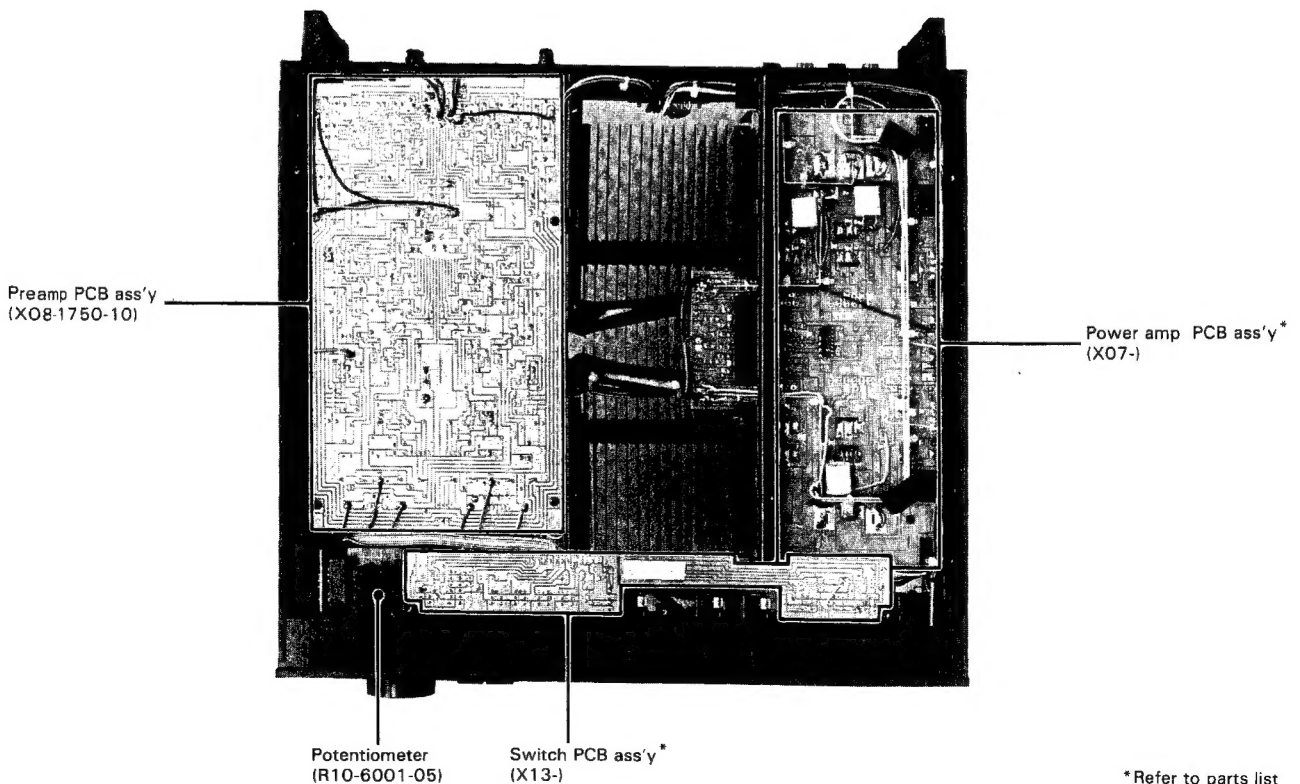 Preamp PCB ass'y
(X08-1750-10)
Power amp PCB ass'y*
(X07-)
Potentiometer
(R10-6001-05)
Switch PCB ass'y*
(X13-)
*Refer to parts list